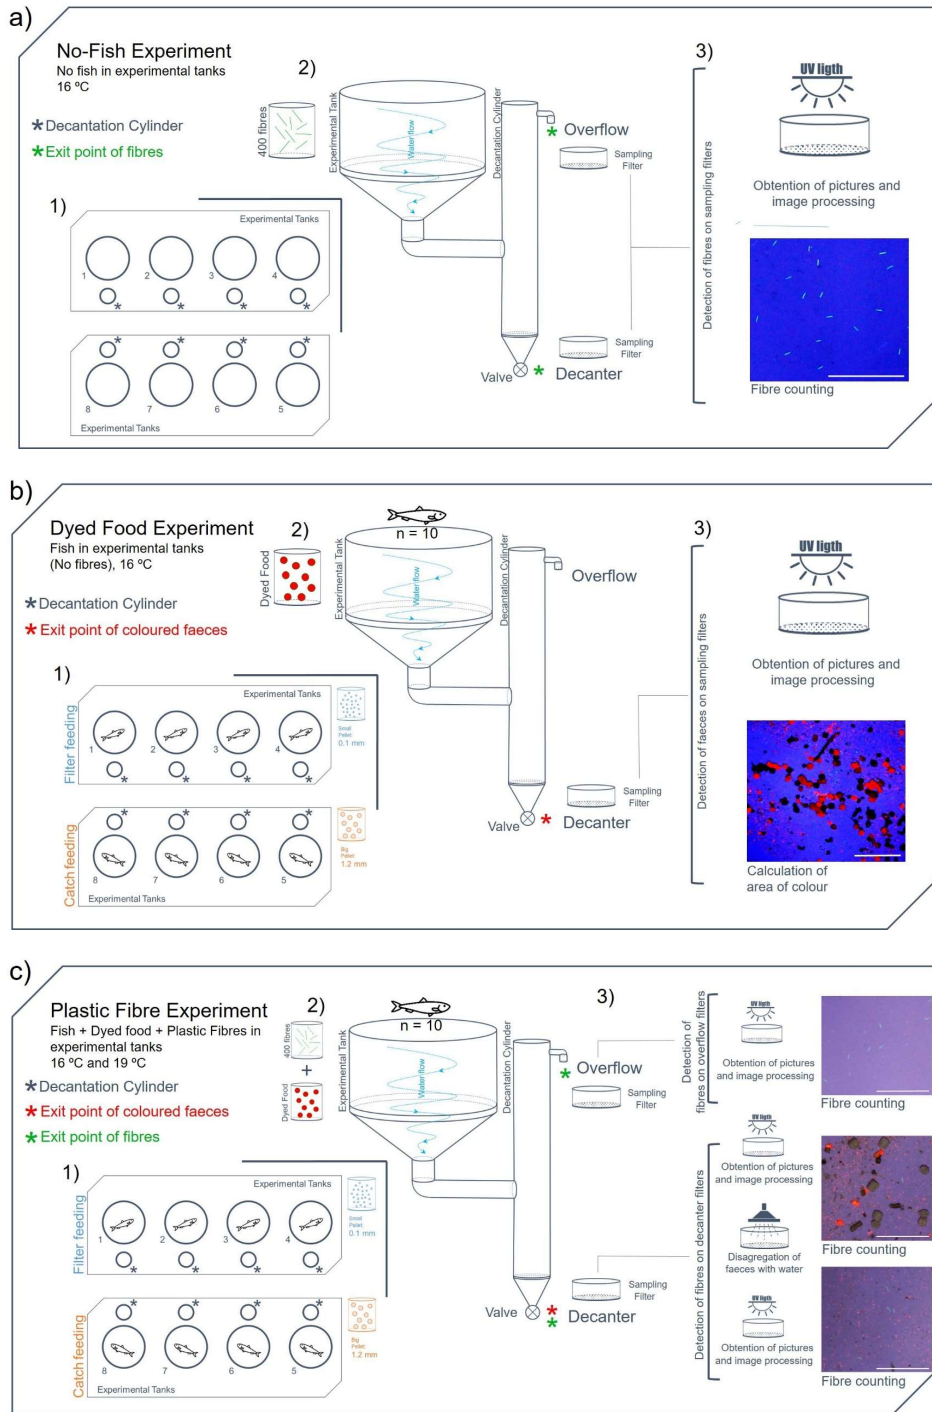 a)
No-Fish Experiment
No fish in experimental tanks
16 ºC
*Decantation Cylinder
*Exit point of fibres
1)
Experimental Tanks
1
2
3
4
*
*
*
*
*
*
*
*
8
7
6
5
Experimental Tanks
2)
400 fibres
Experimental Tank
Water flow
Decantation Cylinder
* Overflow
Sampling
Filter
Sampling
Filter
Valve
* Decanter
3)
Detection of fibres on sampling filters
UV ligth
Obtention of pictures and
image processing
Fibre counting
b)
Dyed Food Experiment
Fish in experimental tanks
(No fibres), 16 ºC
*Decantation Cylinder
* Exit point of coloured faeces
1)
Filter feeding
Experimental Tanks
1
2
3
4
*
*
*
*
Small
Pellet
0.1 mm
Catch feeding
*
*
*
*
8
7
6
5
Experimental Tanks
Big
Pellet
1.2 mm
2)
Dyed Food
n = 10
Experimental Tank
Water flow
Decantation Cylinder
Overflow
Sampling
Filter
Valve
* Decanter
3)
Detection of faeces on sampling filters
UV ligth
Obtention of pictures and
image processing
Calculation of
area of colour
c)
Plastic Fibre Experiment
Fish + Dyed food + Plastic Fibres in
experimental tanks
16 ºC and 19 ºC
*Decantation Cylinder
* Exit point of coloured faeces
* Exit point of fibres
1)
Filter feeding
Experimental Tanks
1
2
3
4
*
*
*
*
Small
Pellet
0.1 mm
Catch feeding
*
*
*
*
8
7
6
5
Experimental Tanks
Big
Pellet
1.2 mm
2)
400 fibres
+
Dyed Food
n = 10
Experimental Tank
Water flow
Decantation Cylinder
* Overflow
Sampling
Filter
Sampling
Filter
Valve
*
* Decanter
3)
Detection of
fibres on overflow filters
UV ligth
Obtention of pictures
and image processing
Fibre counting
Detection of fibres on decanter filters
UV ligth
Obtention of pictures
and image processing
Fibre counting
Disagregation of
faeces with water
UV ligth
Obtention of pictures
and image processing
Fibre counting